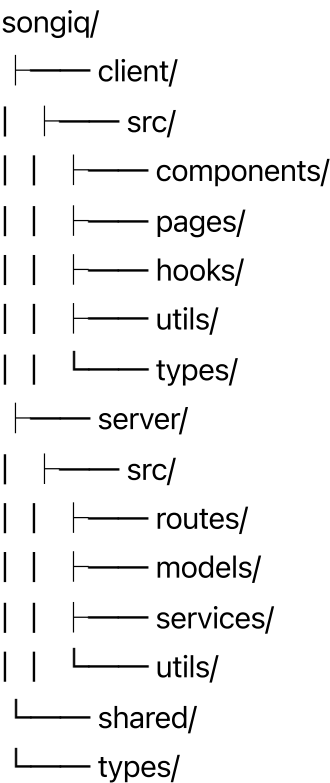 songiq/
├── client/
│ ├── src/
│ │ ├── components/
│ │ ├── pages/
│ │ ├── hooks/
│ │ ├── utils/
│ │ └── types/
├── server/
│ ├── src/
│ │ ├── routes/
│ │ ├── models/
│ │ ├── services/
│ │ └── utils/
└── shared/
└── types/